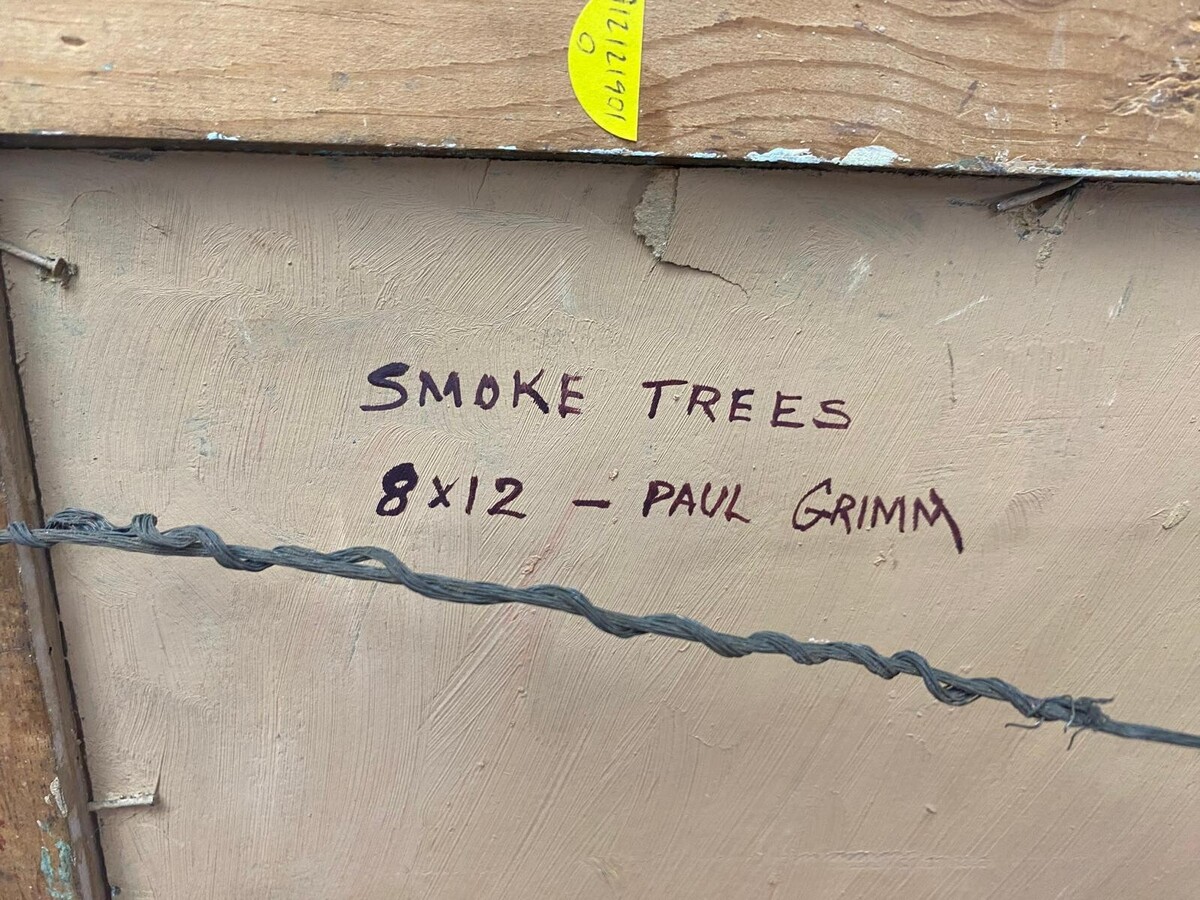 SMOKE TREES
8x12 – PAUL GRIMM